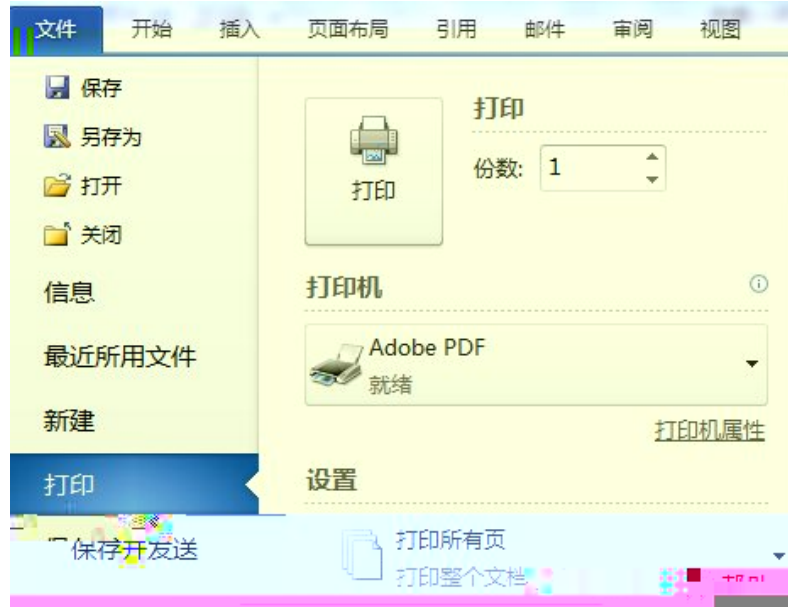 文件 开始 插入 页面布局 引用 邮件 审阅 视图
保存
另存为
打开
关闭
信息
最近所用文件
新建
打印
保存并发送
打印
打印
份数: 1
打印机
Adobe PDF
就绪
打印机属性
设置
打印所有页
打印整个文档